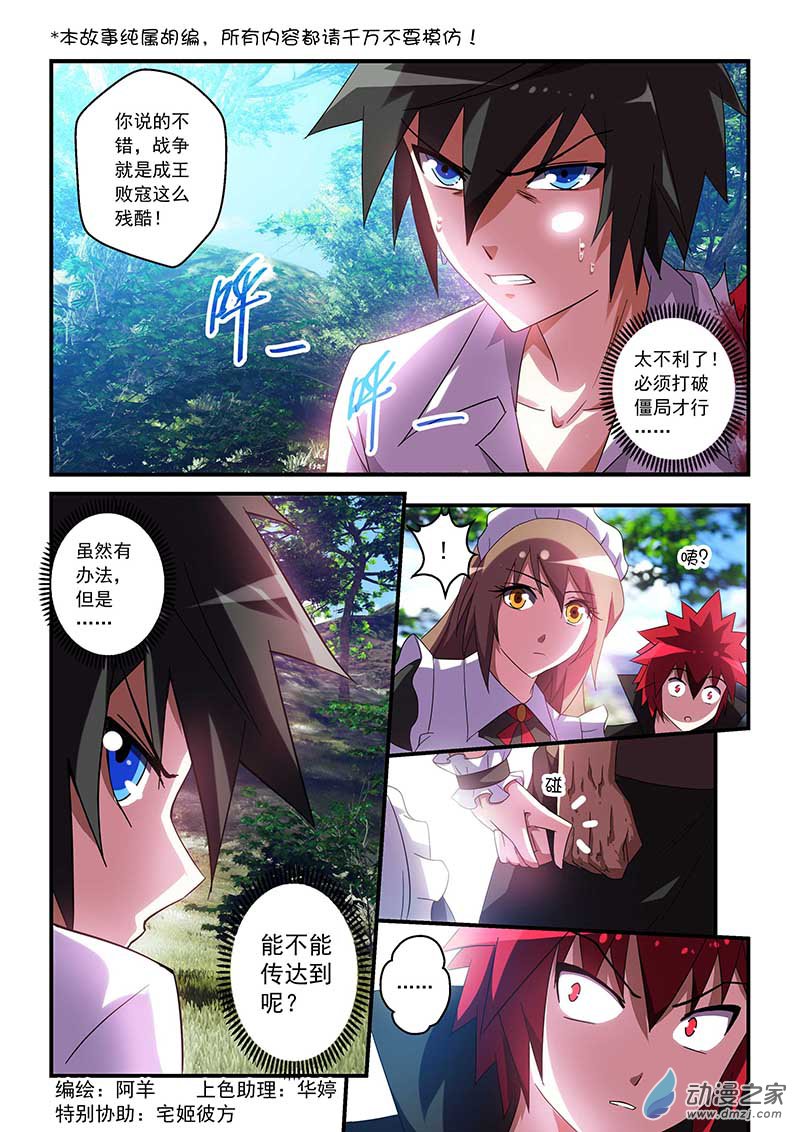 *本故事纯属胡编，所有内容都请千万不要模仿！
你说的不
错，战争
就是成王
败寇这么
残酷！
呼一
呼一
太不利了！
必须打破
僵局才行
……
虽然有
办法，
但是
……
！
咦？
碰
能不能
传达到
呢？
……
编绘：阿羊 上色助理：华婷
特别协助：宅姬彼方
动漫之家
www.dmzj.com